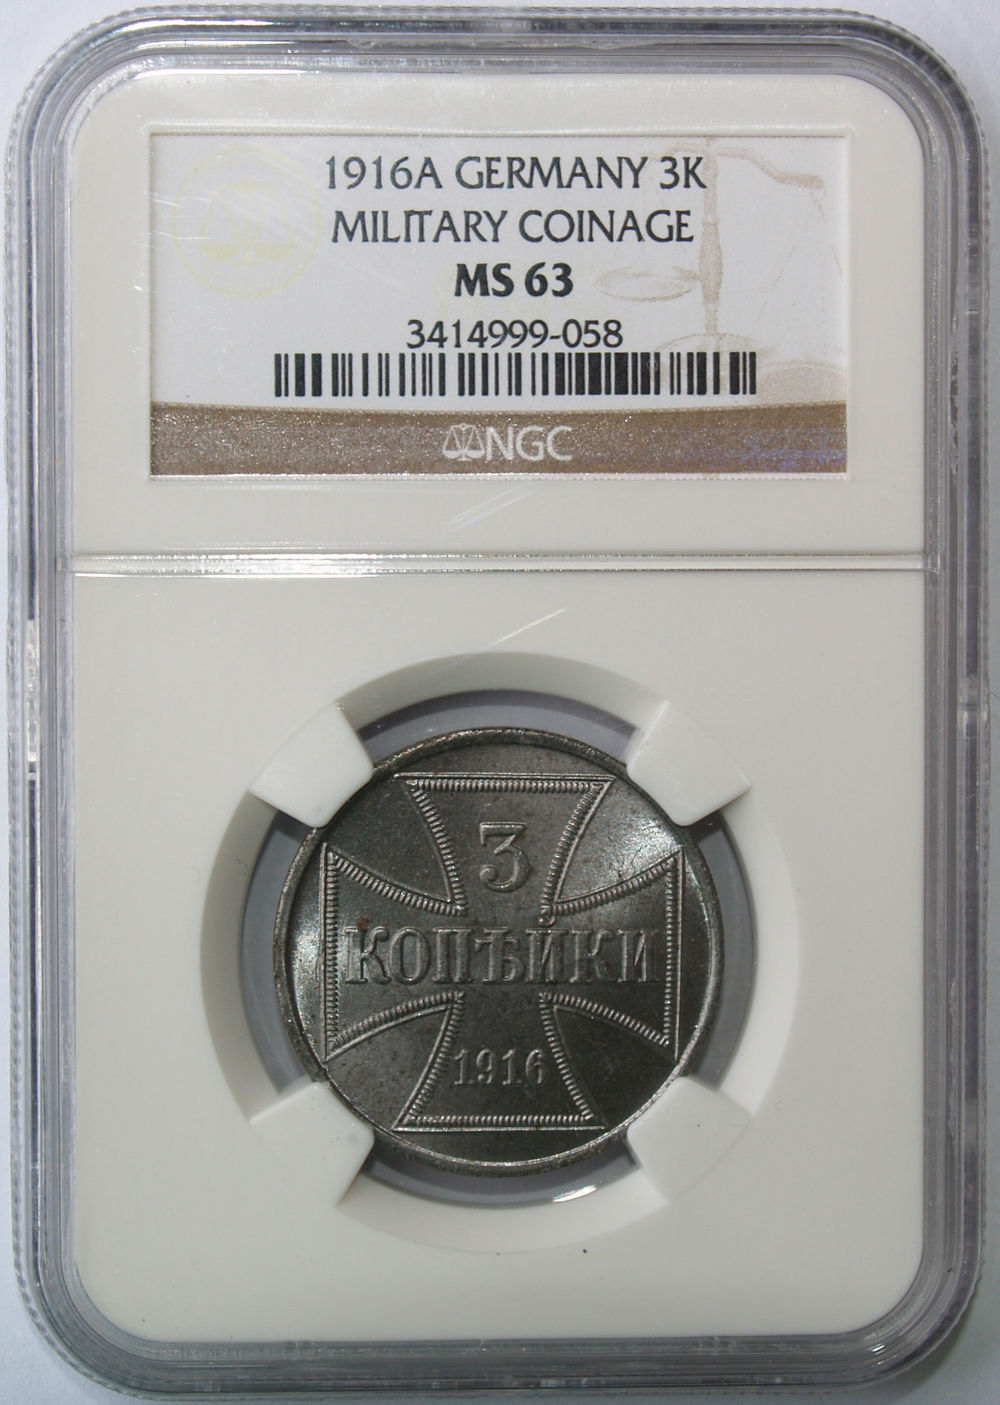 1916A GERMANY 3K
MILITARY COINAGE
MS 63
3414999-058
NGC
3
КОПѢЙКИ
1916